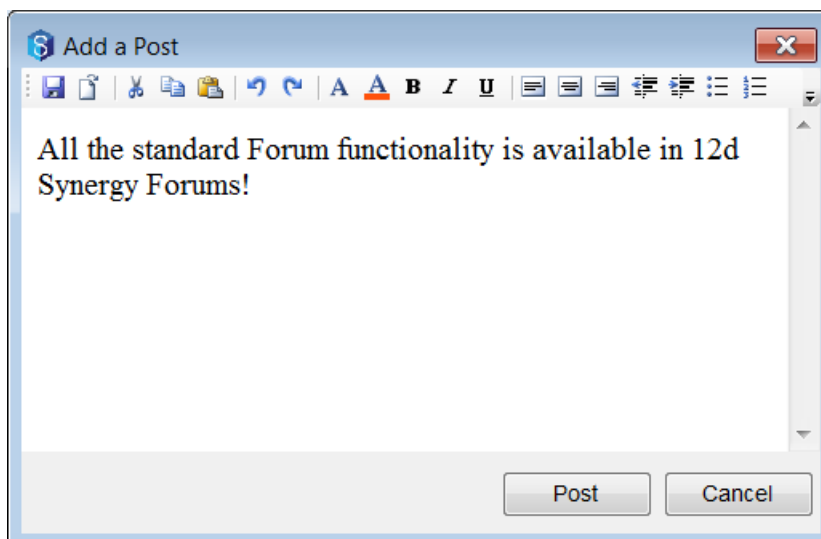 Add a Post
All the standard Forum functionality is available in 12d
Synergy Forums!
Post
Cancel